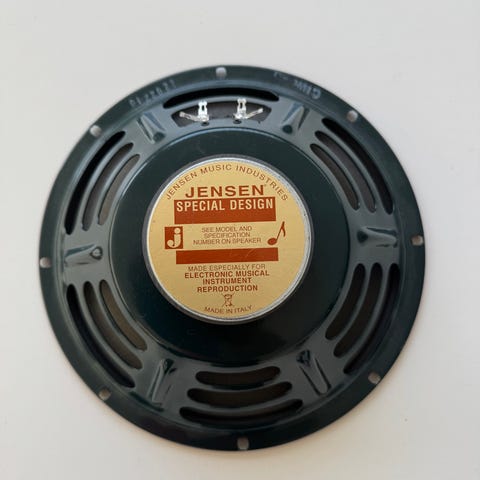 JENSEN MUSIC INDUSTRIES
JENSEN
SPECIAL DESIGN
SEE MODEL AND
SPECIFICATION
NUMBER ON SPEAKER
j
MADE ESPECIALLY FOR
ELECTRONIC MUSICAL
INSTRUMENT
REPRODUCTION
MADE IN ITALY